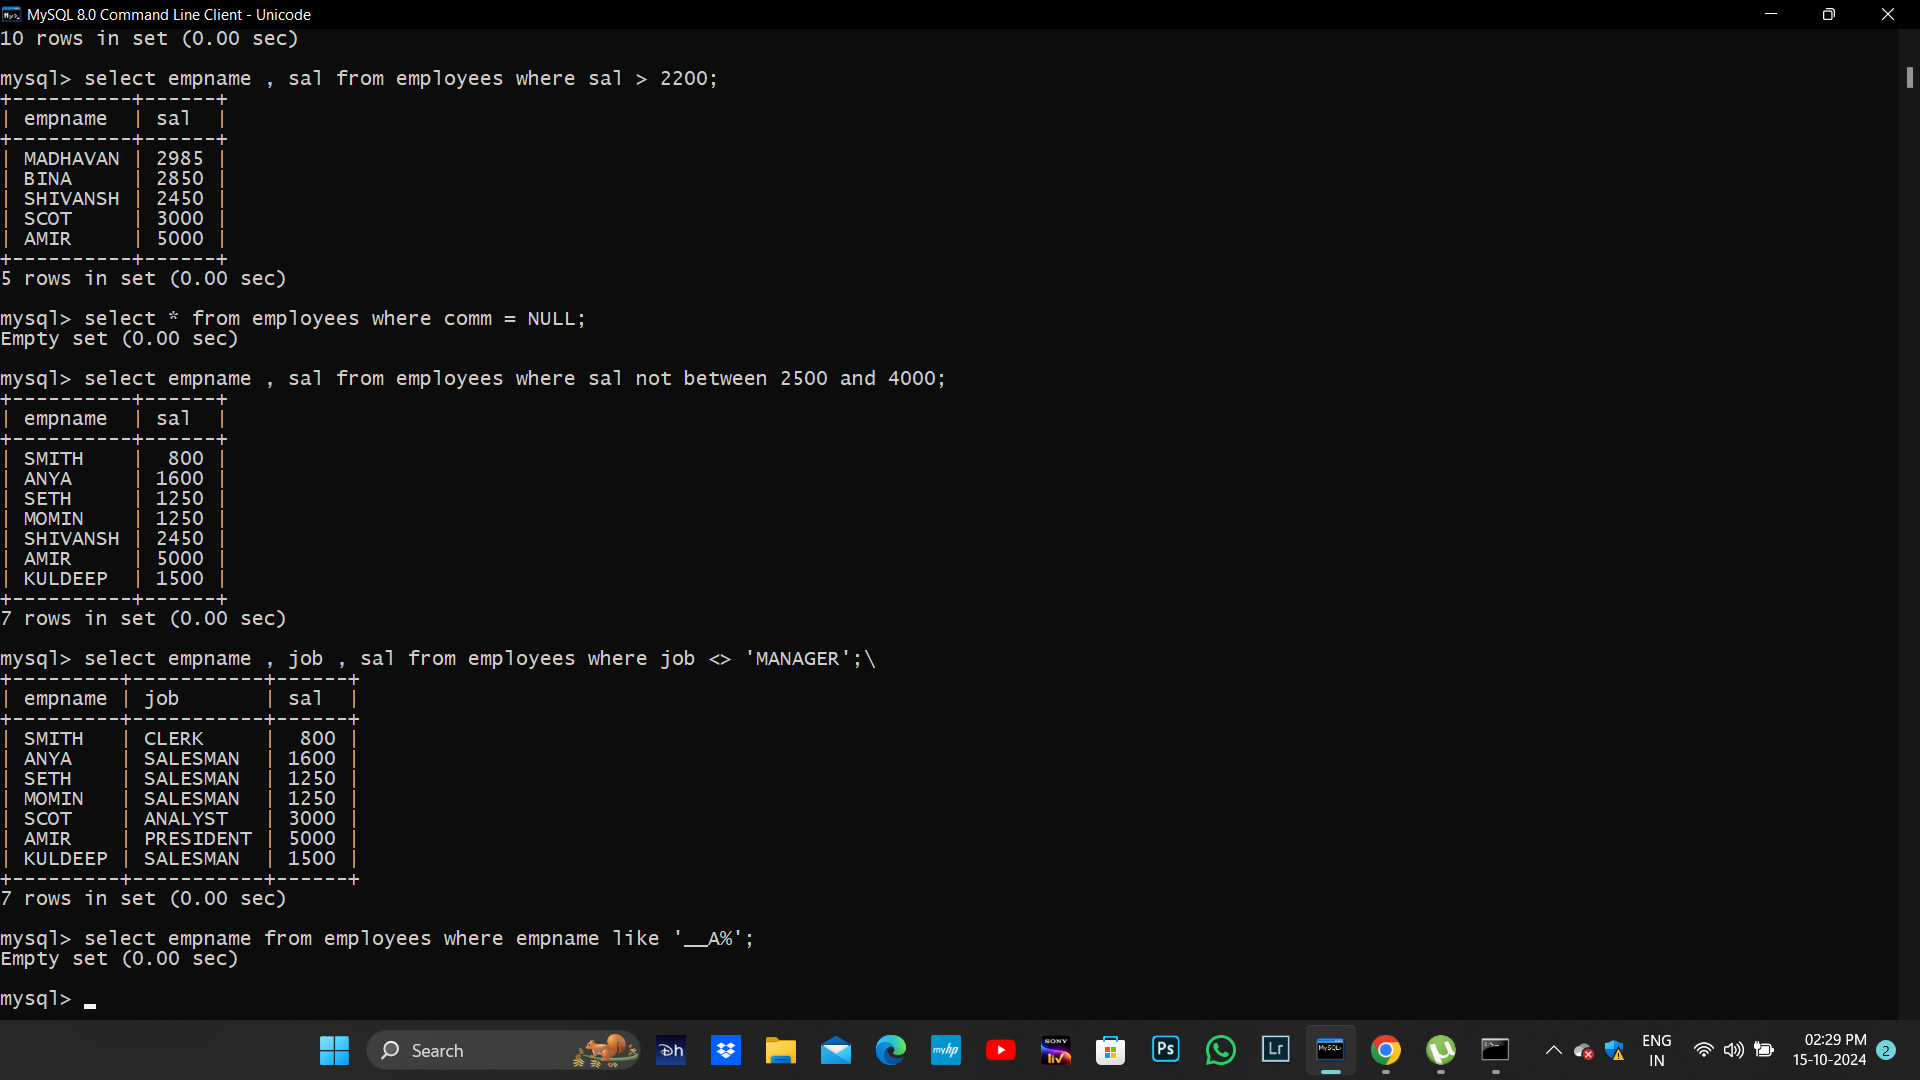 MySQL 8.0 Command Line Client - Unicode
10 rows in set (0.00 sec)
mysql> select empname , sal from employees where sal > 2200;
+----------+------+
| empname  | sal  |
+----------+------+
| MADHAVAN | 2985 |
| BINA     | 2850 |
| SHIVANSH | 2450 |
| SCOT     | 3000 |
| AMIR     | 5000 |
+----------+------+
5 rows in set (0.00 sec)
mysql> select * from employees where comm = NULL;
Empty set (0.00 sec)
mysql> select empname , sal from employees where sal not between 2500 and 4000;
+----------+------+
| empname  | sal  |
+----------+------+
| SMITH    |  800 |
| ANYA     | 1600 |
| SETH     | 1250 |
| MOMIN    | 1250 |
| SHIVANSH | 2450 |
| AMIR     | 5000 |
| KULDEEP  | 1500 |
+----------+------+
7 rows in set (0.00 sec)
mysql> select empname , job , sal from employees where job <> 'MANAGER';\
+---------+-----------+------+
| empname | job       | sal  |
+---------+-----------+------+
| SMITH   | CLERK     |  800 |
| ANYA    | SALESMAN  | 1600 |
| SETH    | SALESMAN  | 1250 |
| MOMIN   | SALESMAN  | 1250 |
| SCOT    | ANALYST   | 3000 |
| AMIR    | PRESIDENT | 5000 |
| KULDEEP | SALESMAN  | 1500 |
+---------+-----------+------+
7 rows in set (0.00 sec)
mysql> select empname from employees where empname like '__A%';
Empty set (0.00 sec)
mysql>
Search
Dh
myhp
SONY
liv
Ps
Lr
MySQL
ENG
IN
02:29 PM
15-10-2024
2